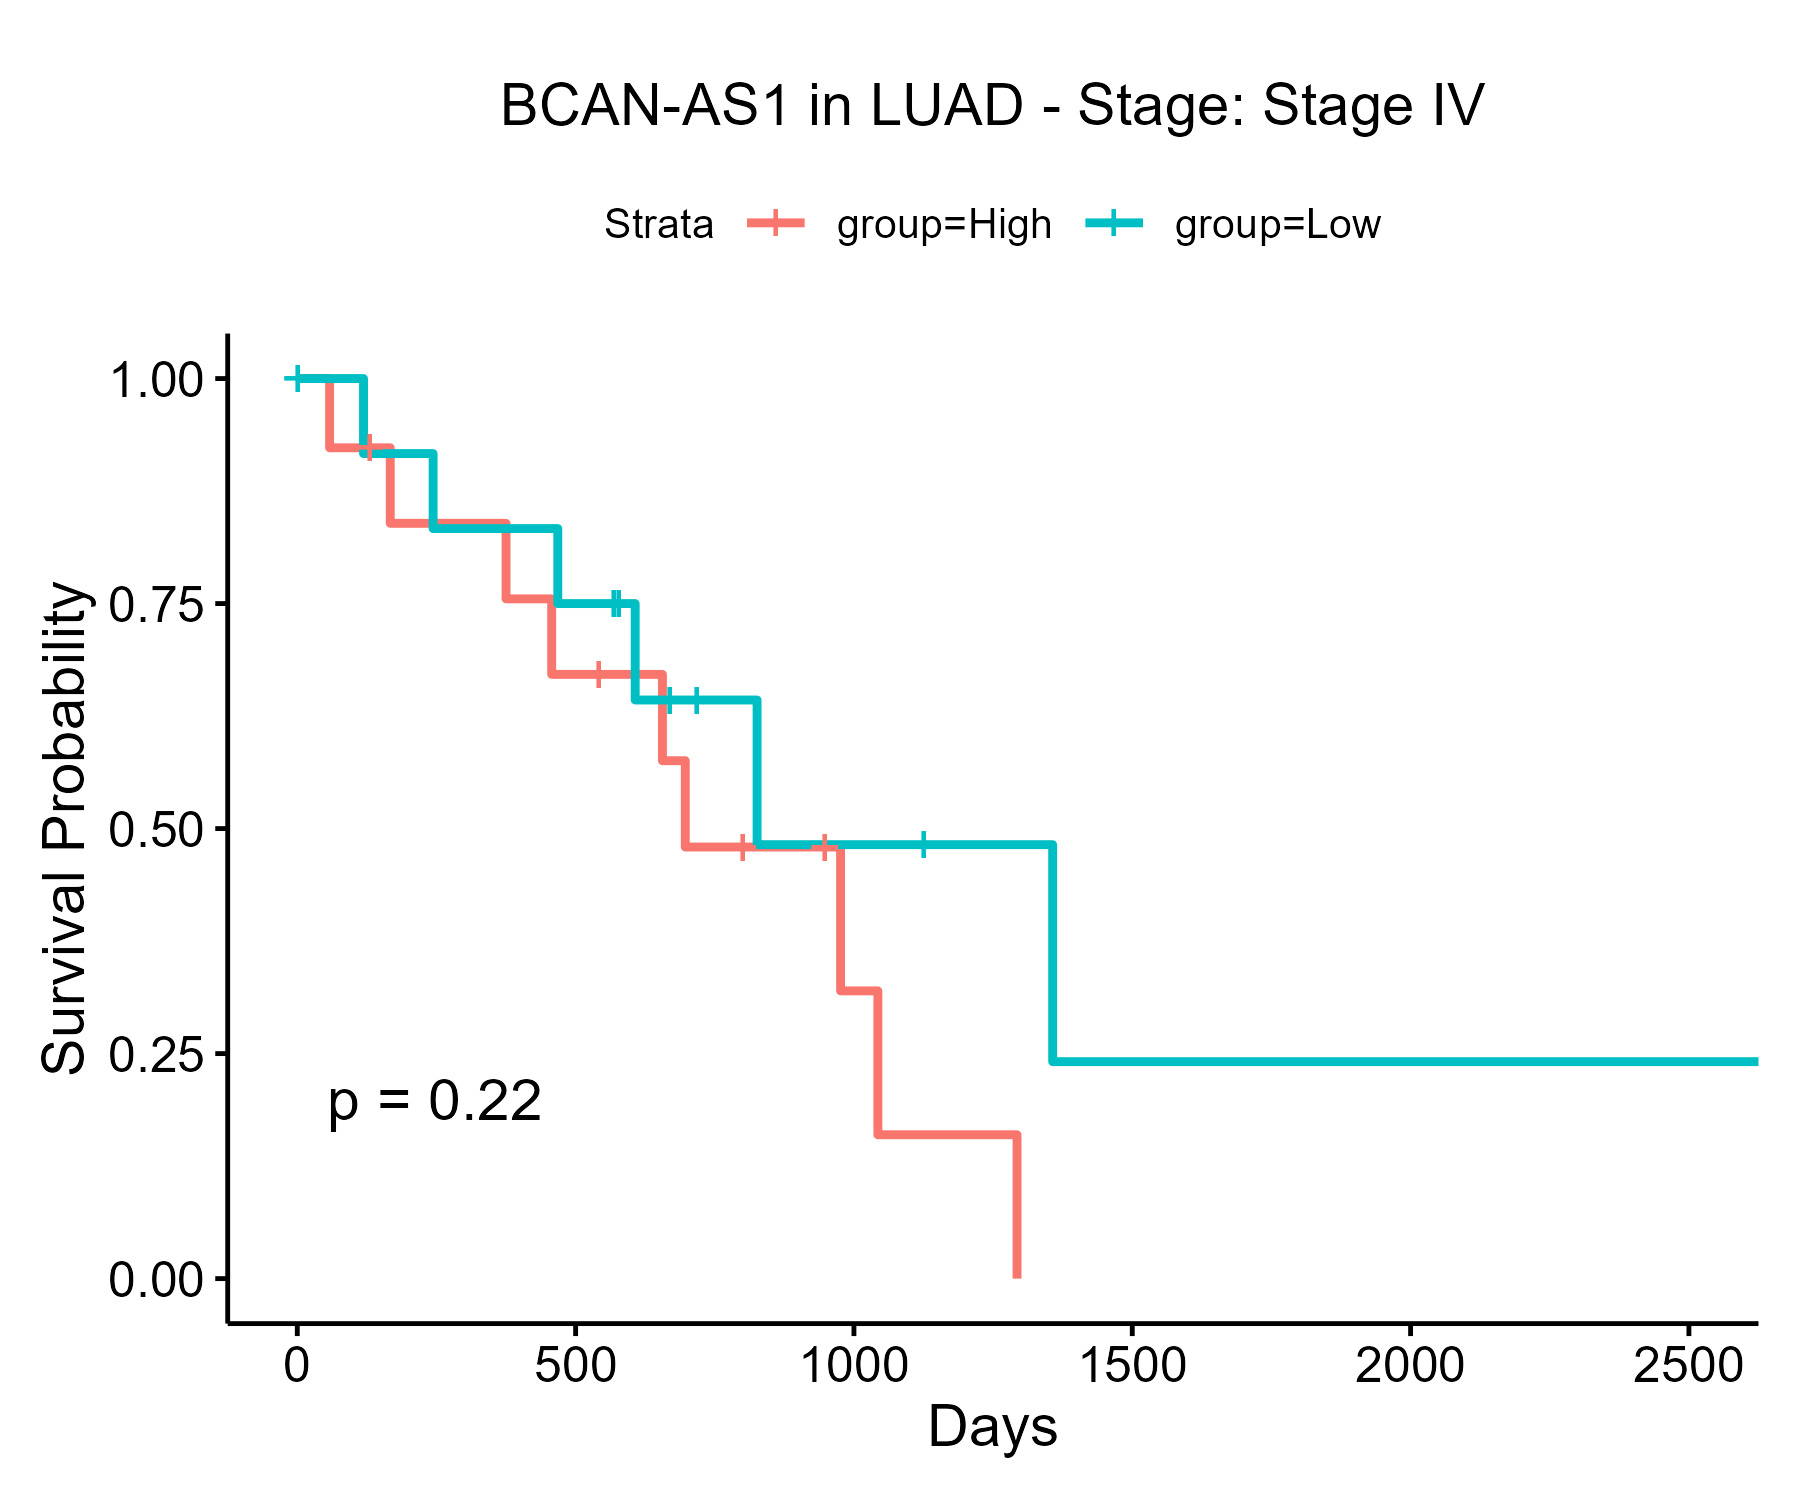 BCAN-AS1 in LUAD - Stage: Stage IV
Strata group=High group=Low
1.00
0.75
0.50
0.25
0.00
Survival Probability
p = 0.22
0 500 1000 1500 2000 2500
Days